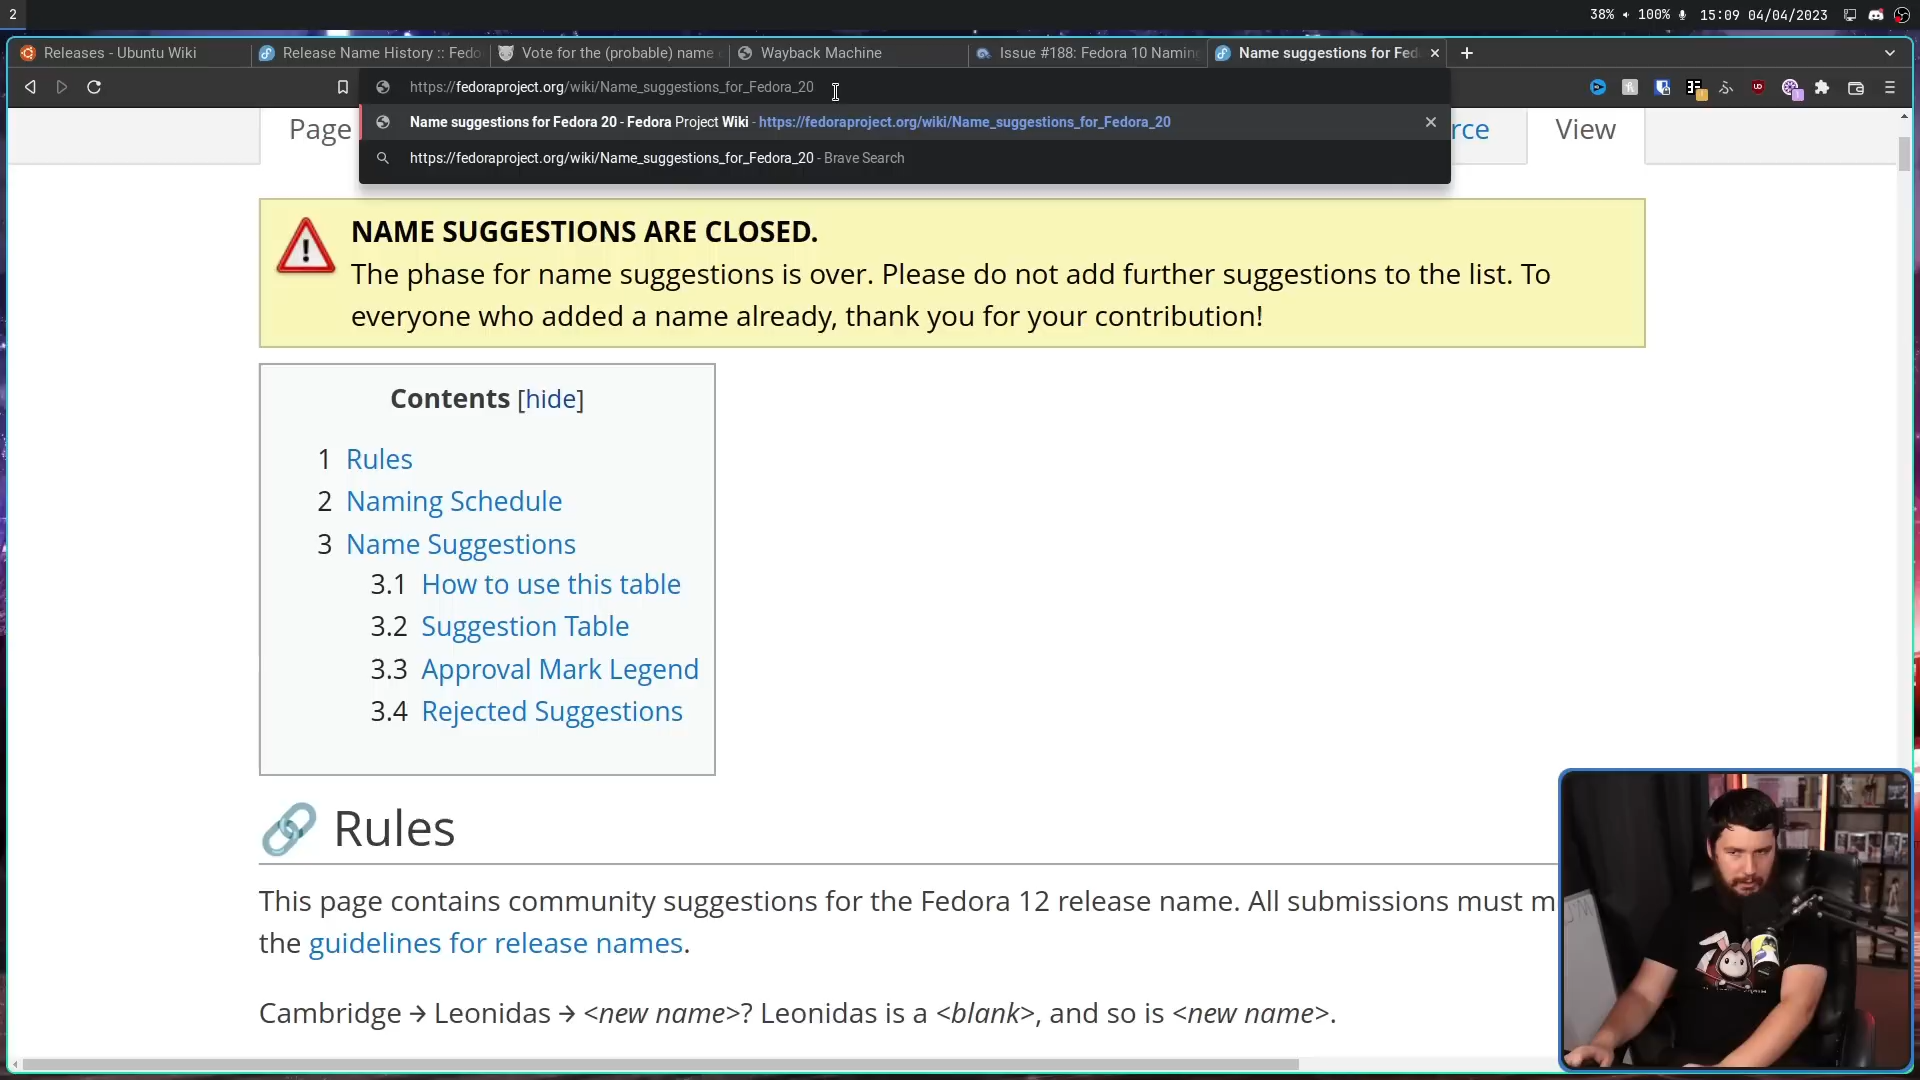 2
38%
100%
15:09 04/04/2023
Releases - Ubuntu Wiki
Release Name History :: Fedo
Vote for the (probable) name o
Wayback Machine
Issue #188: Fedora 10 Naming
Name suggestions for Fed
https://fedoraproject.org/wiki/Name_suggestions_for_Fedora_20
Name suggestions for Fedora 20 - Fedora Project Wiki - https://fedoraproject.org/wiki/Name_suggestions_for_Fedora_20
https://fedoraproject.org/wiki/Name_suggestions_for_Fedora_20 - Brave Search
Page
rce
View
NAME SUGGESTIONS ARE CLOSED.
The phase for name suggestions is over. Please do not add further suggestions to the list. To
everyone who added a name already, thank you for your contribution!
Contents [hide]
1 Rules
2 Naming Schedule
3 Name Suggestions
3.1 How to use this table
3.2 Suggestion Table
3.3 Approval Mark Legend
3.4 Rejected Suggestions
Rules
This page contains community suggestions for the Fedora 12 release name. All submissions must m
the guidelines for release names.
Cambridge → Leonidas → <new name>? Leonidas is a <blank>, and so is <new name>.